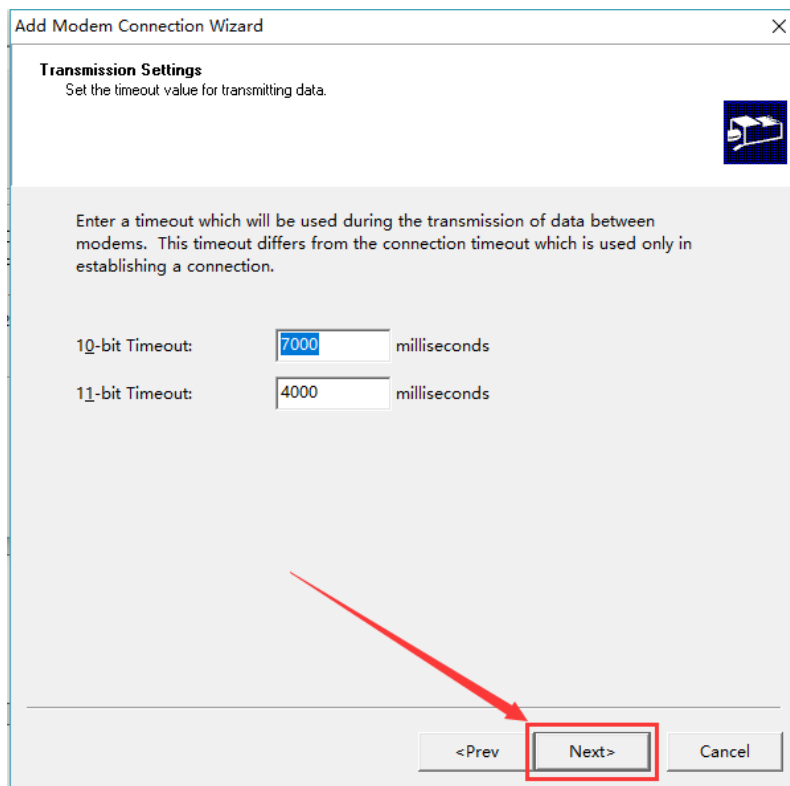 Add Modem Connection Wizard
Transmission Settings
Set the timeout value for transmitting data.
Enter a timeout which will be used during the transmission of data between
modems.  This timeout differs from the connection timeout which is used only in
establishing a connection.
10-bit Timeout: 7000 milliseconds
11-bit Timeout: 4000 milliseconds
<Prev Next> Cancel